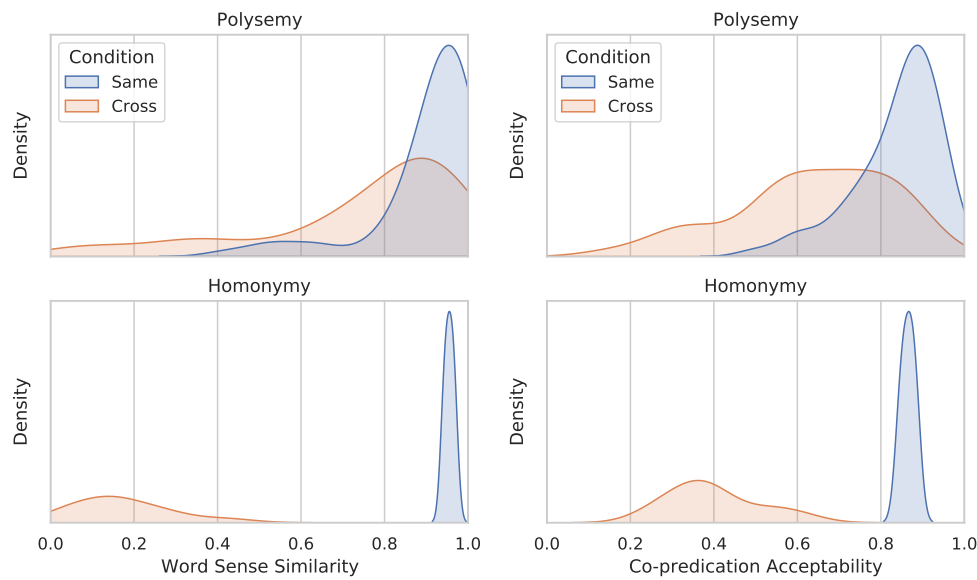 Polysemy
Condition
Same
Cross
Density
Polysemy
Condition
Same
Cross
Density
Homonymy
Density
0.0 0.2 0.4 0.6 0.8 1.0
Word Sense Similarity
Homonymy
Density
0.0 0.2 0.4 0.6 0.8 1.0
Co-predication Acceptability